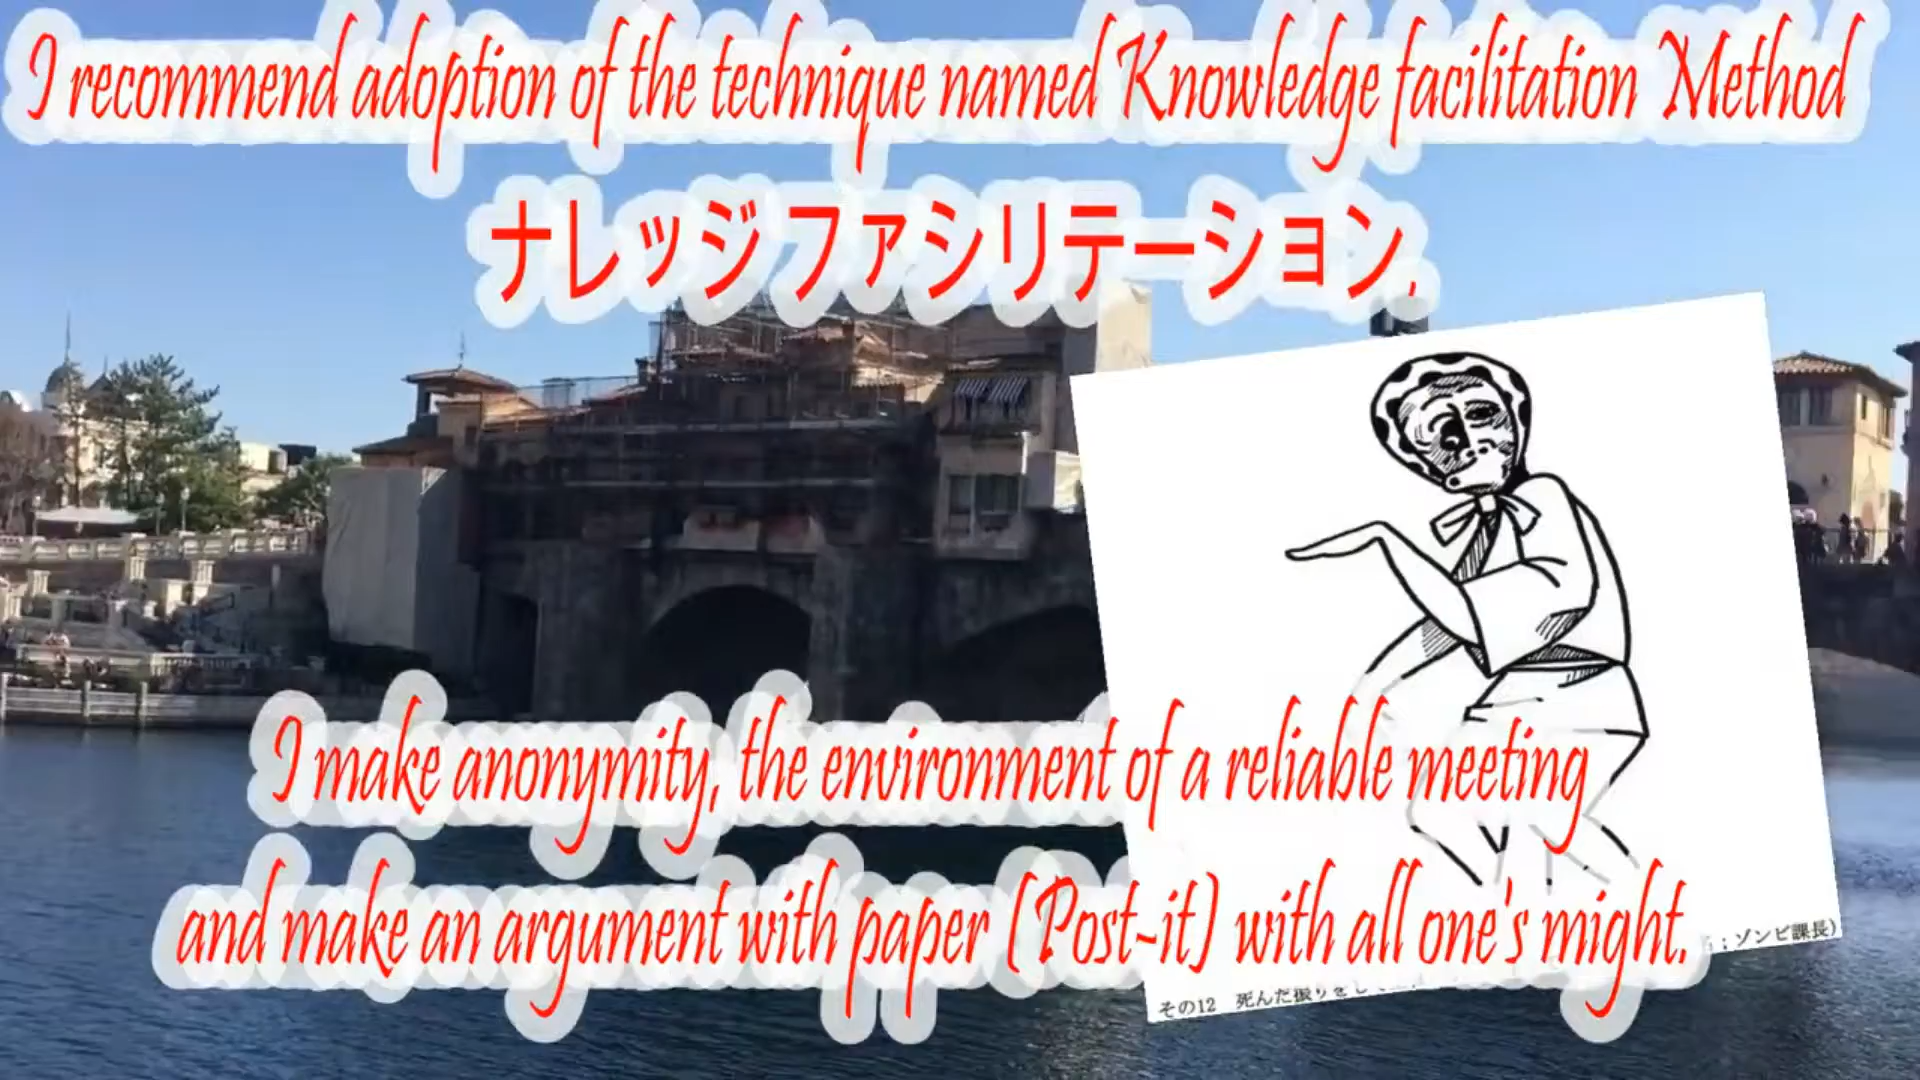 I recommend adoption of the technique named Knowledge facilitation Method
ナレッジファシリテーション,
I make anonymity, the environment of a reliable meeting
and make an argument with paper (Post-it) with all one's might.
:ゾンビ課長)
その12 死んだ振りをして